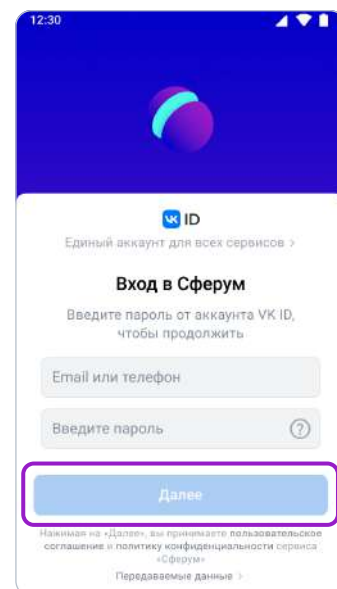 12:30
VK ID
Единый аккаунт для всех сервисов >
Вход в Сферум
Введите пароль от аккаунта VK ID,
чтобы продолжить
Email или телефон
Введите пароль ?
Далее
Нажимая на «Далее», вы принимаете пользовательское
соглашение и политику конфиденциальности сервиса
«Сферум»
Передаваемые данные >